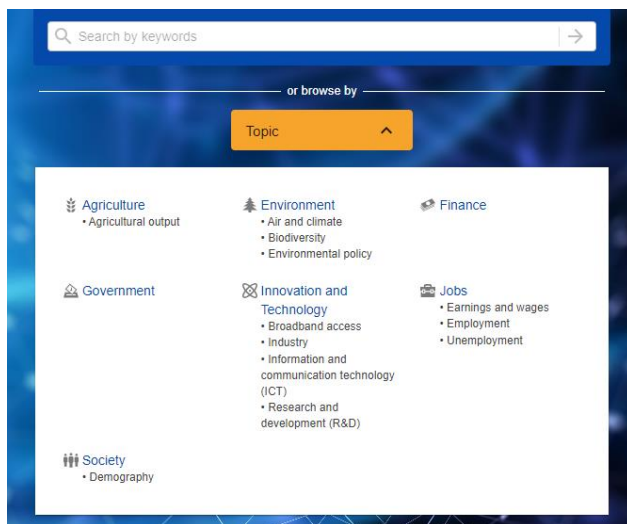 Search by keywords
or browse by
Topic
Agriculture
• Agricultural output
Environment
• Air and climate
• Biodiversity
• Environmental policy
Finance
Government
Innovation and
Technology
• Broadband access
• Industry
• Information and
communication technology
(ICT)
• Research and
development (R&D)
Jobs
• Earnings and wages
• Employment
• Unemployment
Society
• Demography